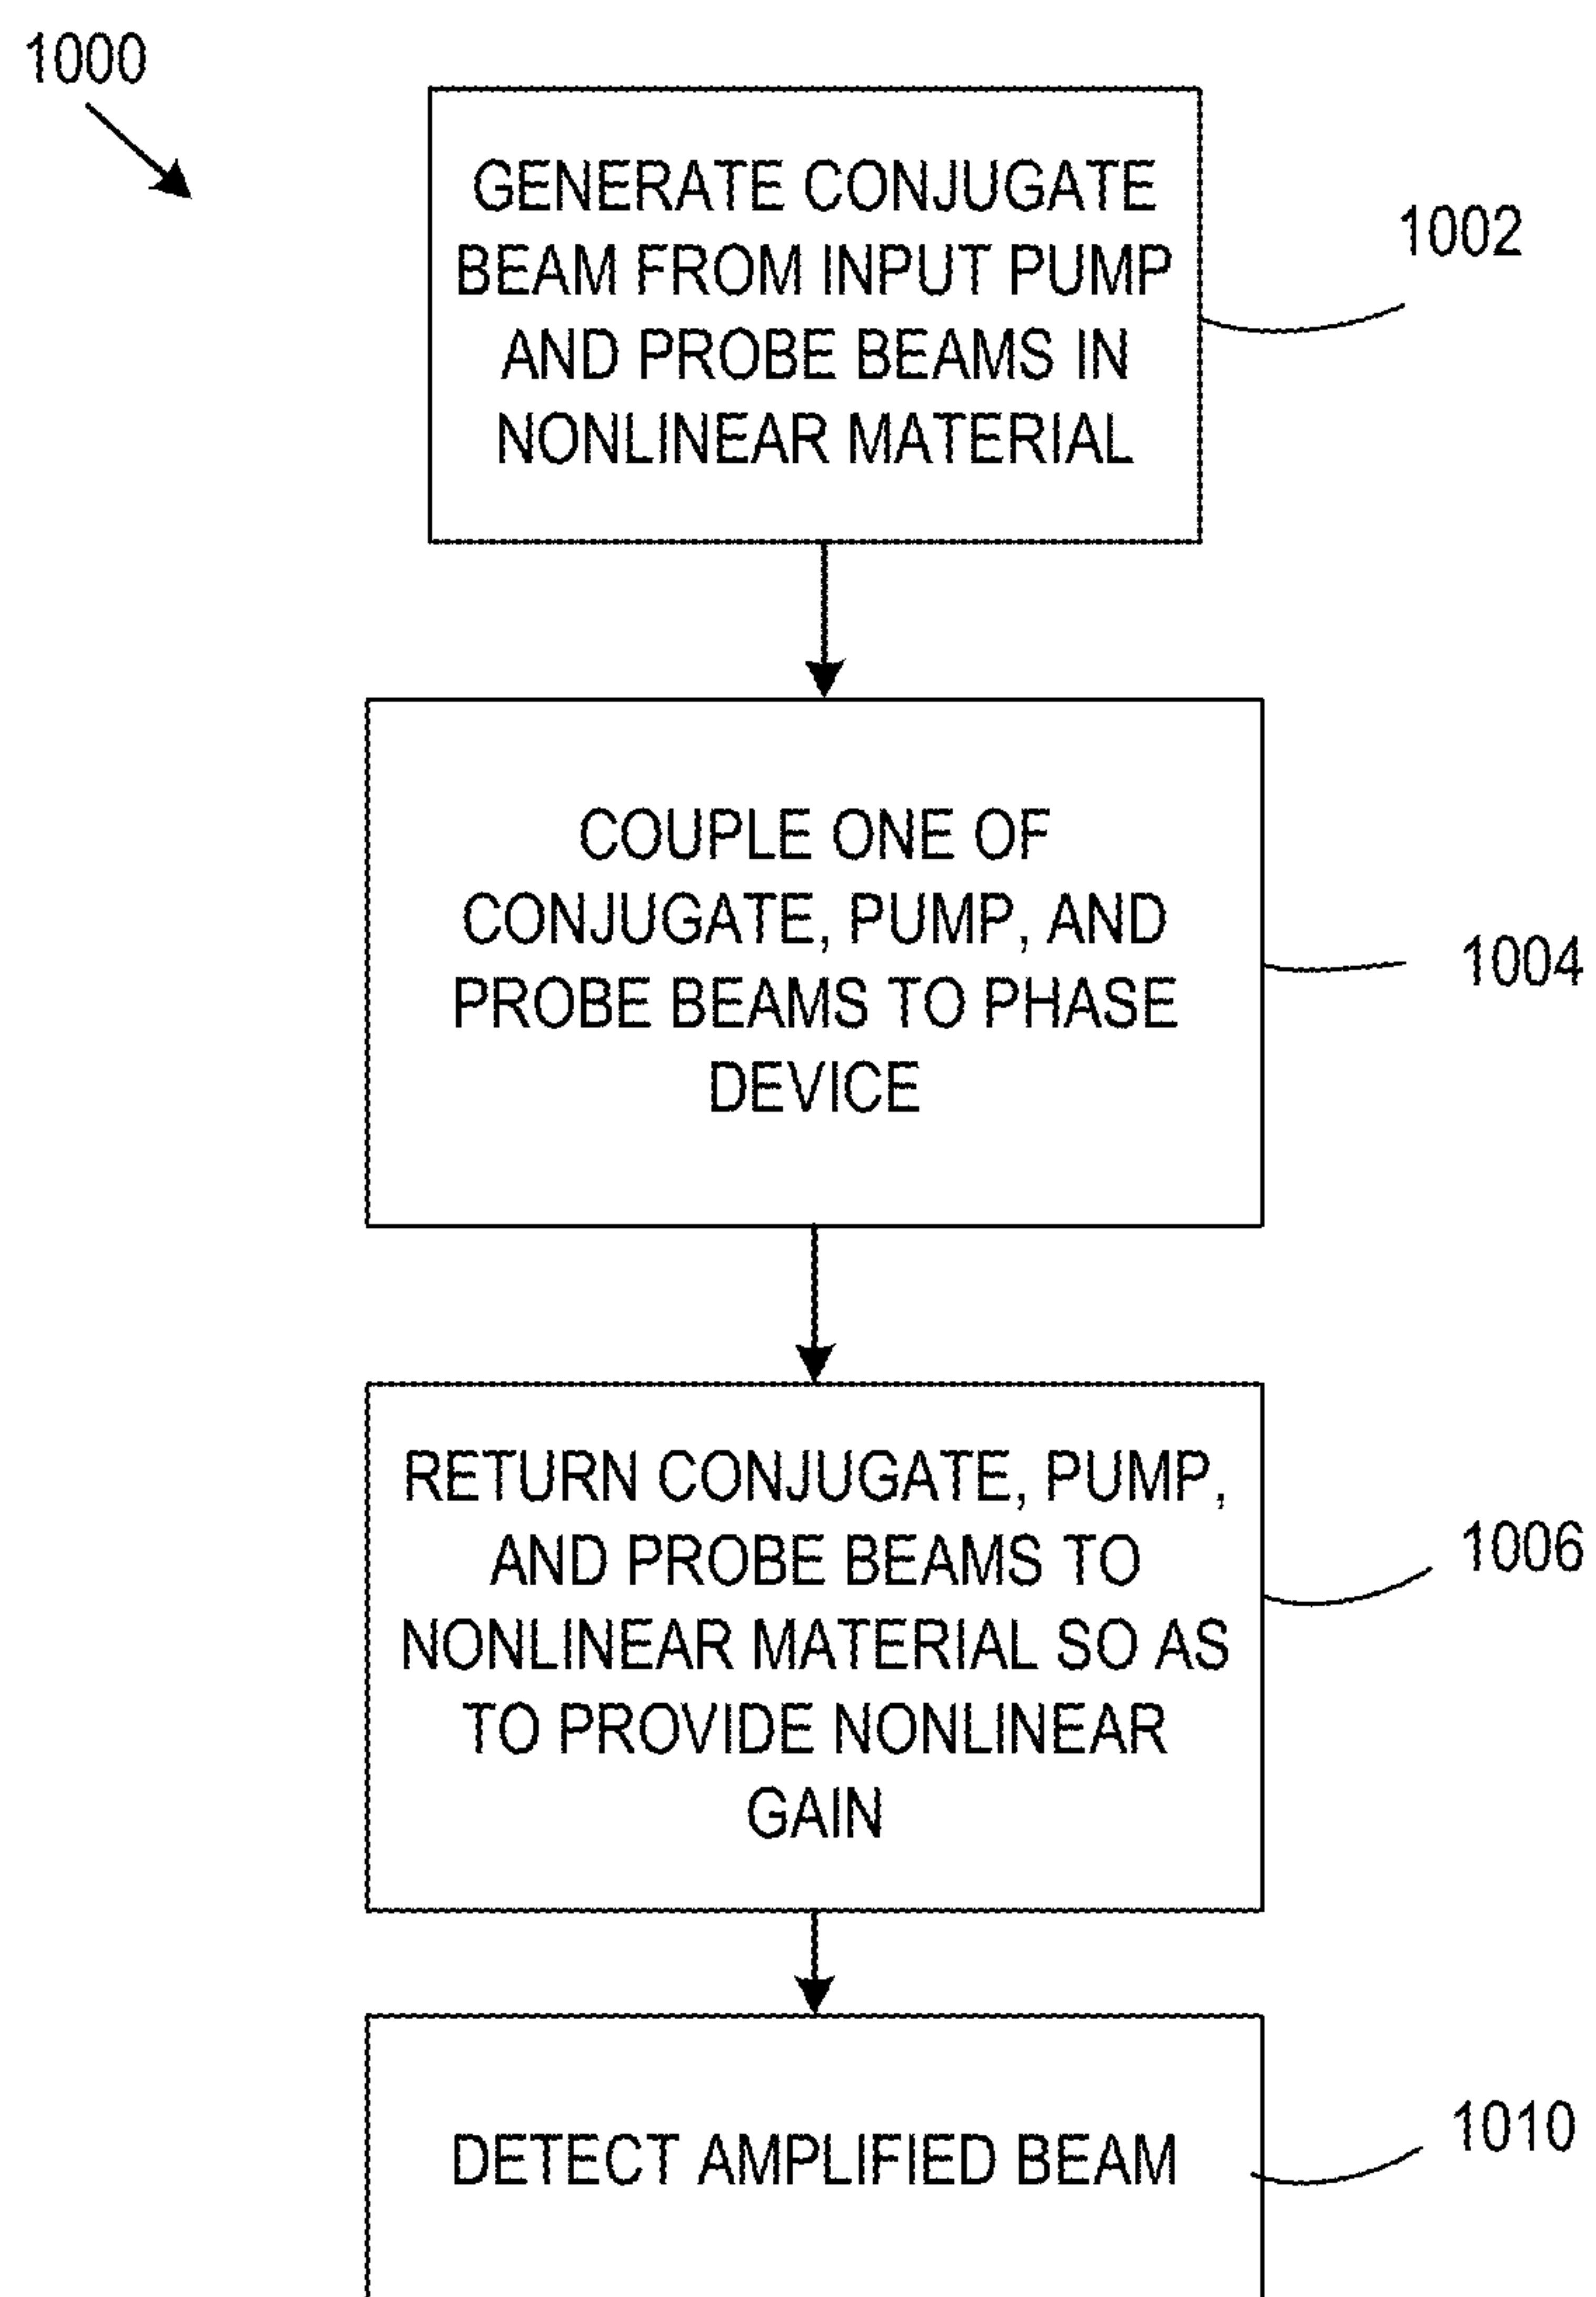 1000
GENERATE CONJUGATE
BEAM FROM INPUT PUMP
AND PROBE BEAMS IN
NONLINEAR MATERIAL
1002
COUPLE ONE OF
CONJUGATE, PUMP, AND
PROBE BEAMS TO PHASE
DEVICE
1004
RETURN CONJUGATE, PUMP,
AND PROBE BEAMS TO
NONLINEAR MATERIAL SO AS
TO PROVIDE NONLINEAR
GAIN
1006
DETECT AMPLIFIED BEAM
1010